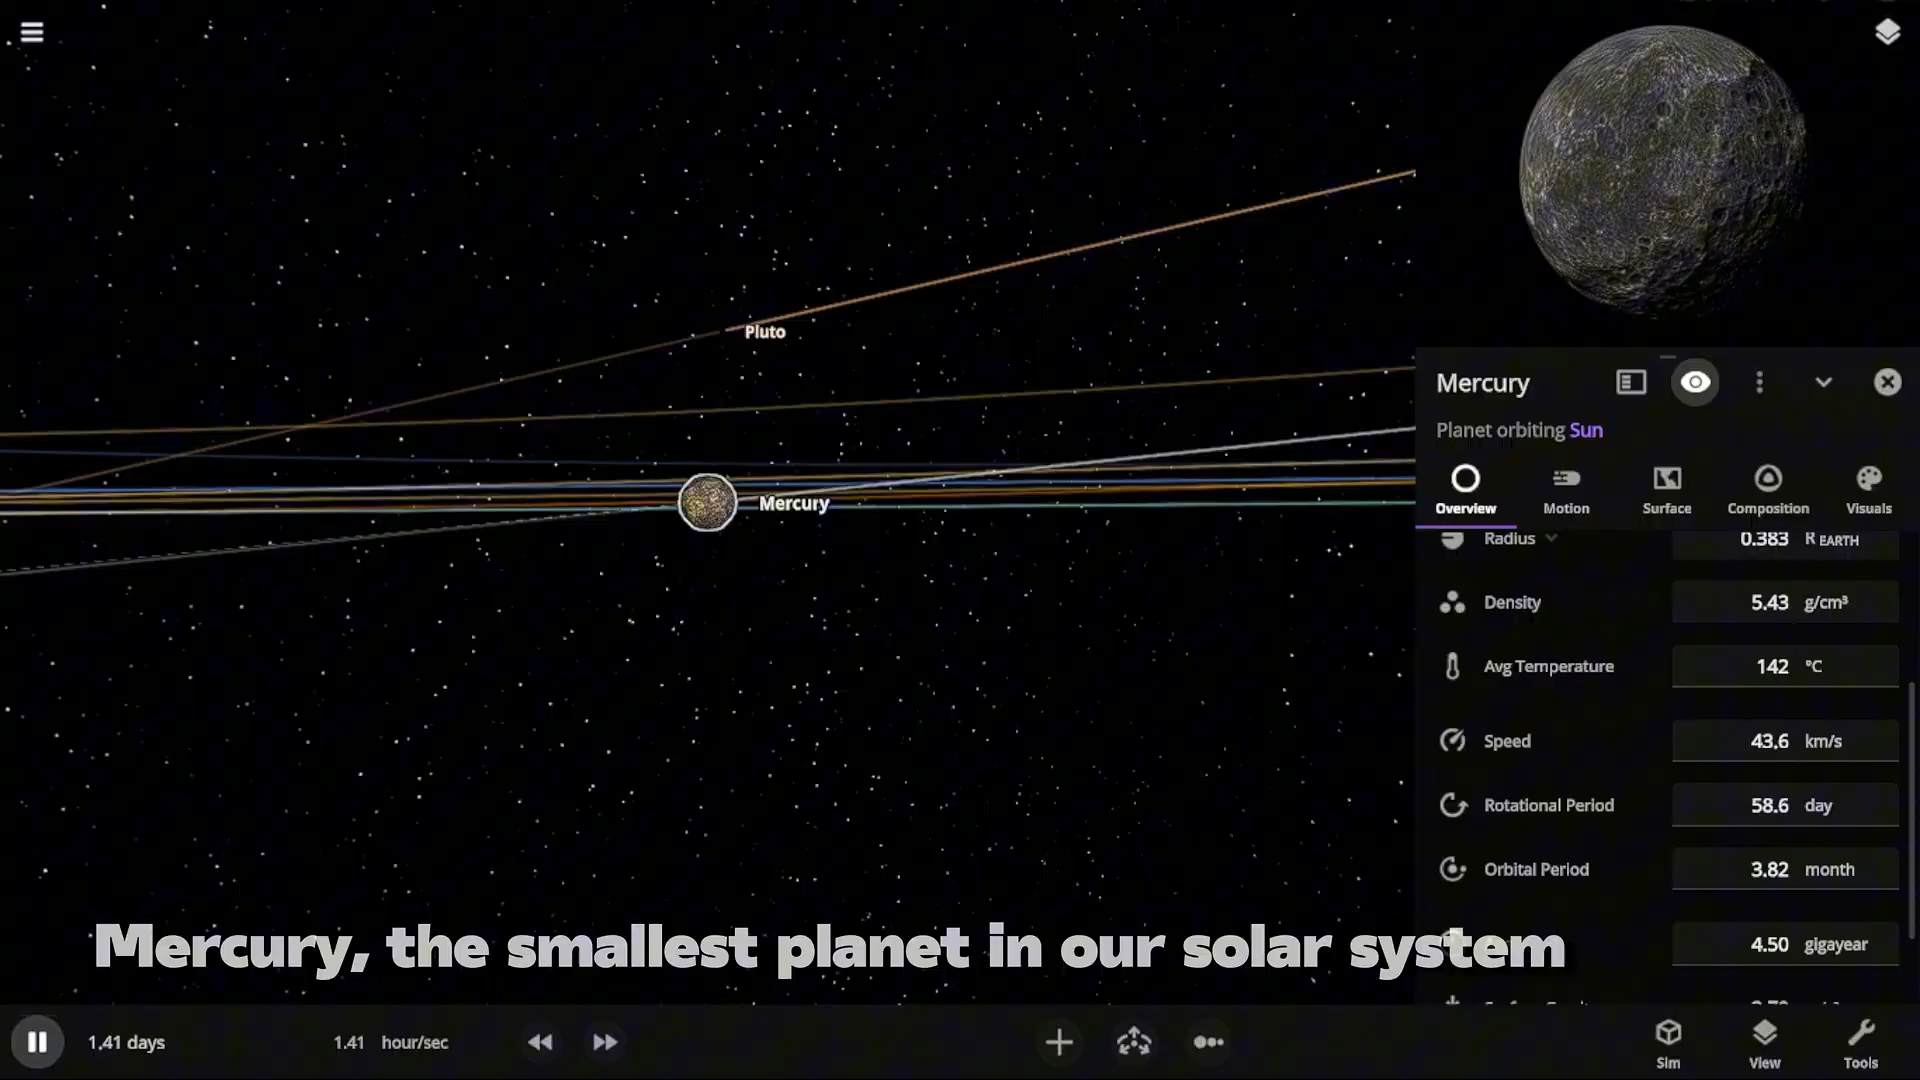 Pluto
Mercury
Mercury
Planet orbiting Sun
Overview
Motion
Surface
Composition
Visuals
Radius 0.383 R EARTH
Density 5.43 g/cm³
Avg Temperature 142 °C
Speed 43.6 km/s
Rotational Period 58.6 day
Orbital Period 3.82 month
4.50 gigayear
Mercury, the smallest planet in our solar system
1.41 days
1.41 hour/sec
Sim
View
Tools